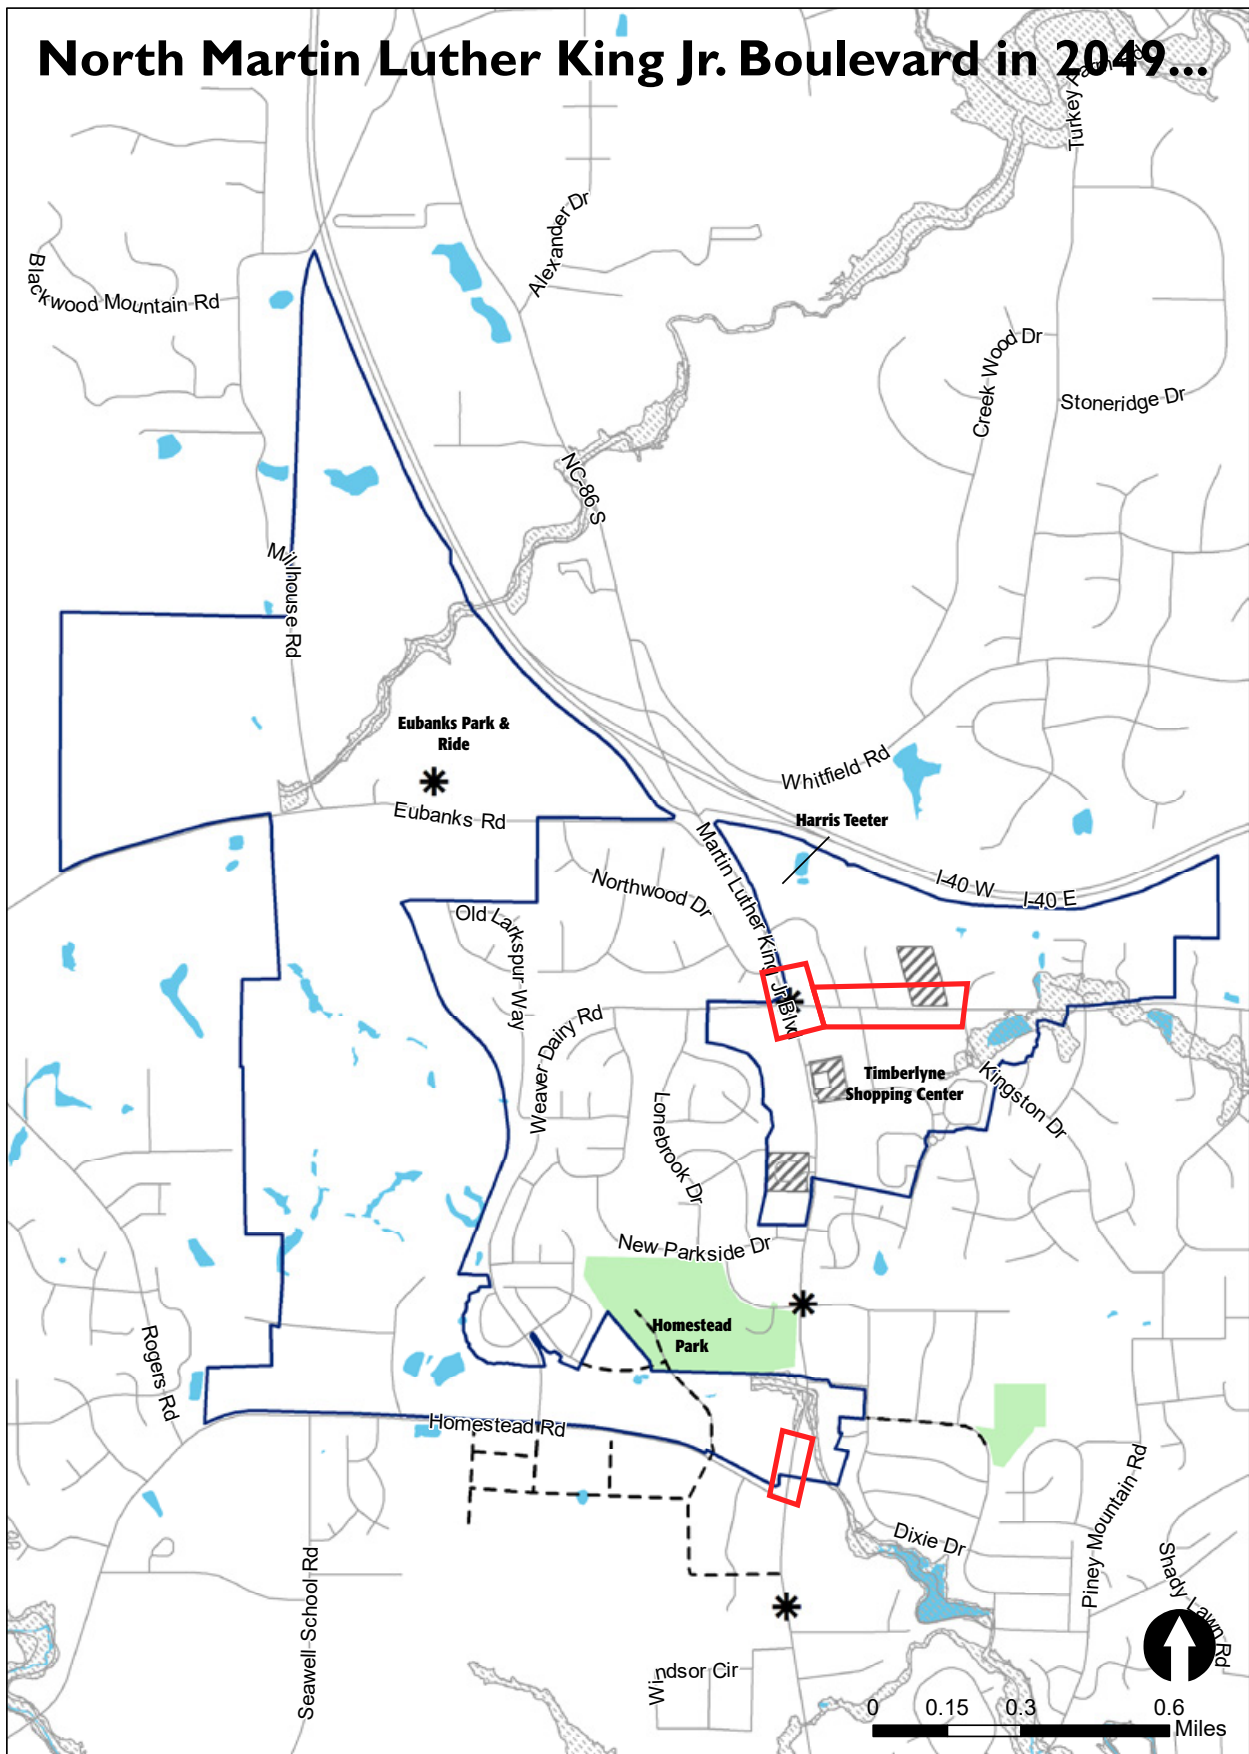 North Martin Luther King Jr. Boulevard in 2049...
Turkey Farm Rd
Alexander Dr
Blackwood Mountain Rd
Creek Wood Dr
Stoneridge Dr
NC-86 S
Millhouse Rd
Eubanks Park &
Ride
Whitfield Rd
Eubanks Rd
Harris Teeter
Martin Luther King Jr Blvd
I-40 W
I-40 E
Northwood Dr
Old Larkspur Way
Weaver Dairy Rd
Timberlyne
Shopping Center
Kingston Dr
Lonebrook Dr
New Parkside Dr
Homestead
Park
Rogers Rd
Homestead Rd
Piney Mountain Rd
Dixie Dr
Shady Lawn Rd
Seawell School Rd
Windsor Cir
0 0.15 0.3 0.6
Miles